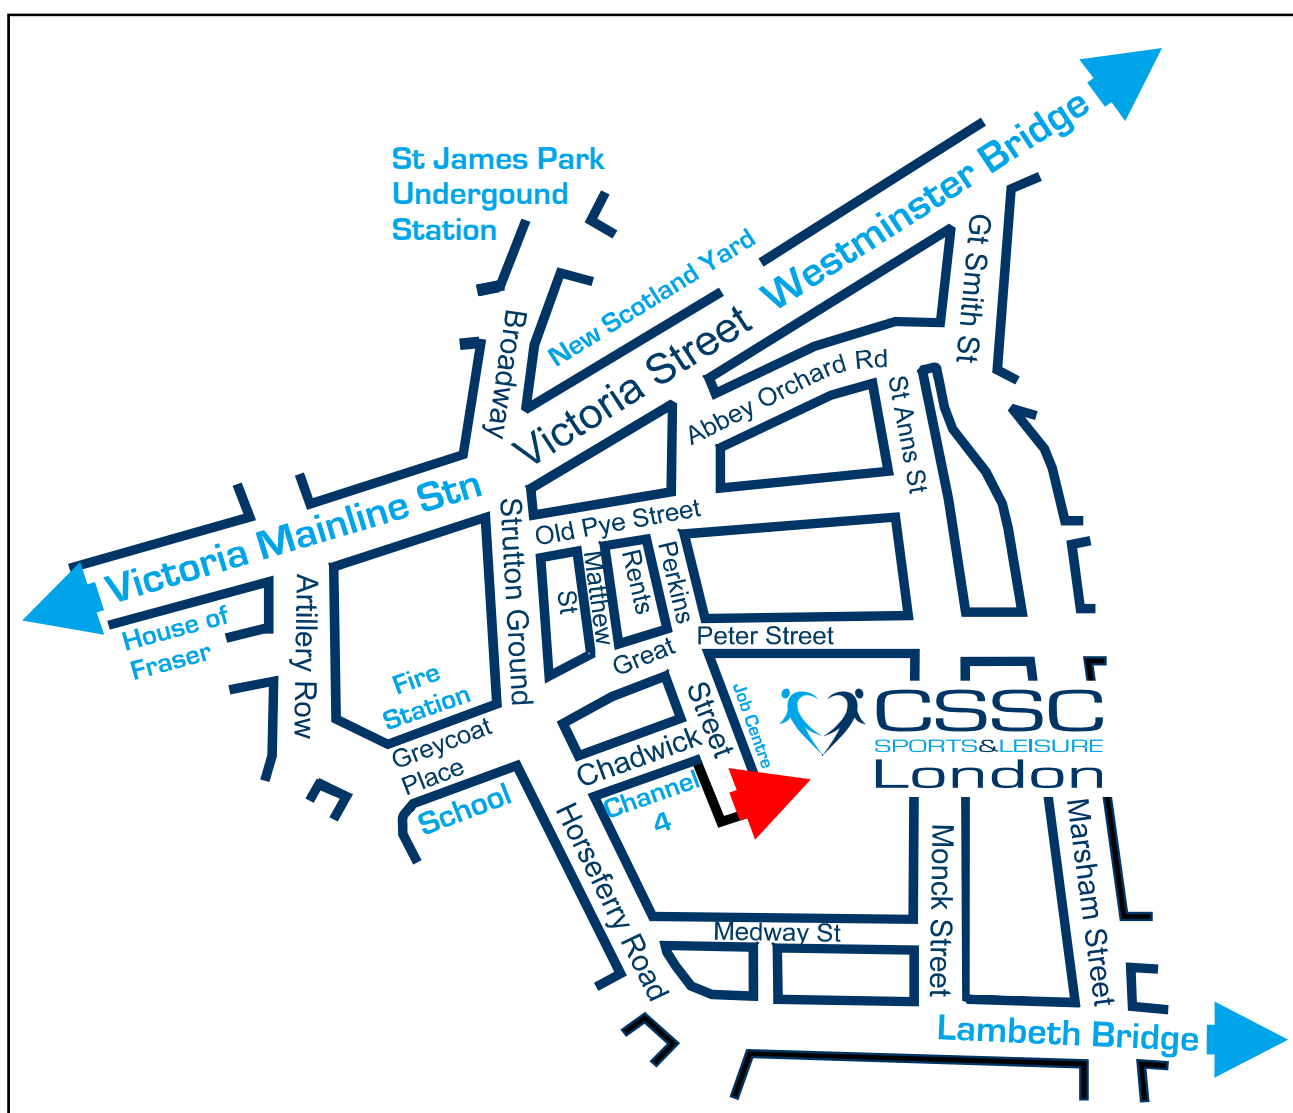 St James Park
Undergound
Station
Westminster Bridge
New Scotland Yard
Gt Smith St
Broadway
Victoria Street
Abbey Orchard Rd
St Anns St
Victoria Mainline Stn
Strutton Ground
Old Pye Street
House of
Fraser
Artillery Row
St
Matthew
Rents
Perkins
Great
Peter Street
Fire
Station
Street
Job Centre
CSSC
SPORTS&LEISURE
London
Greycoat
Place
Chadwick
School
Channel
4
Horseferry Road
Monck Street
Marsham Street
Medway St
Lambeth Bridge